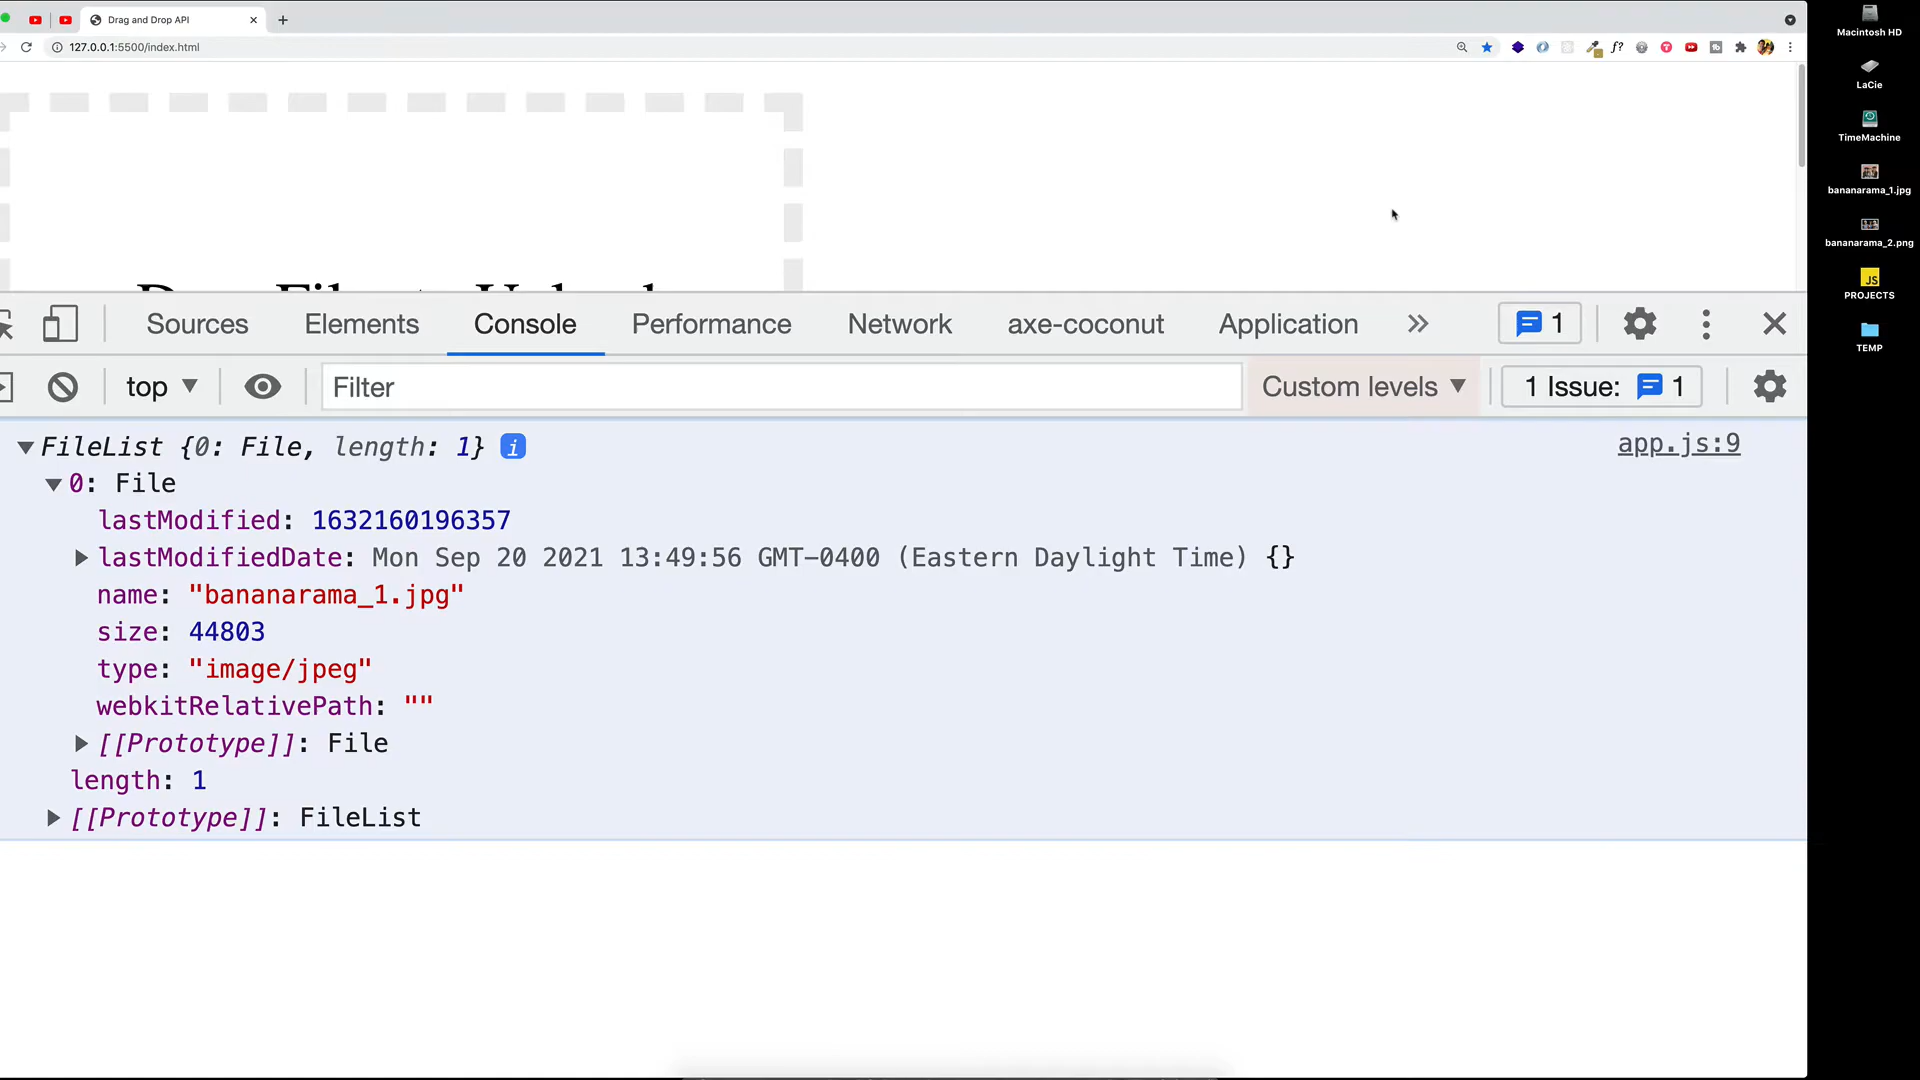 Drag and Drop API
127.0.0.1:5500/index.html
f?
Drag Files to Upload
Sources Elements Console Performance Network axe-coconut Application 1
top Filter Custom levels 1 Issue: 1
FileList {0: File, length: 1} i app.js:9
0: File
lastModified: 1632160196357
lastModifiedDate: Mon Sep 20 2021 13:49:56 GMT-0400 (Eastern Daylight Time) {}
name: "bananarama_1.jpg"
size: 44803
type: "image/jpeg"
webkitRelativePath: ""
[[Prototype]]: File
length: 1
[[Prototype]]: FileList
Macintosh HD
LaCie
TimeMachine
bananarama_1.jpg
bananarama_2.png
JS
PROJECTS
TEMP